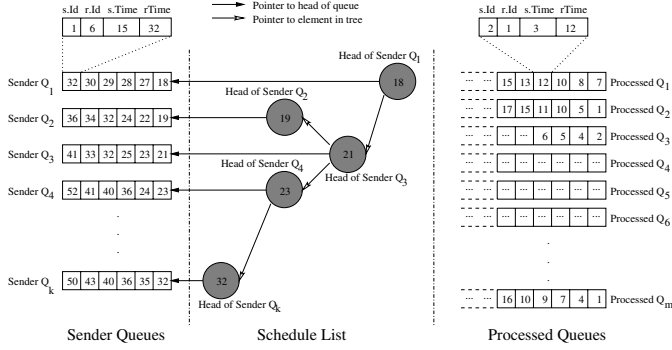 s.Id r.Id s.Time rTime
1 6 15 32
Pointer to head of queue
Pointer to element in tree
s.Id r.Id s.Time rTime
2 1 3 12
Sender Q1 32 30 29 28 27 18
Head of Sender Q1
18
15 13 12 10 8 7 Processed Q1
Sender Q2 36 34 32 24 22 19
Head of Sender Q2
19
17 15 11 10 5 1 Processed Q2
Sender Q3 41 33 32 25 23 21
21
Head of Sender Q3
... ... 6 5 4 2 Processed Q3
Sender Q4 52 41 40 36 24 23
Head of Sender Q4
23
... ... ... ... ... ... Processed Q4
... ... ... ... ... ... Processed Q5
... ... ... ... ... ... Processed Q6
Sender Qk 50 43 40 36 35 32
32
Head of Sender Qk
... ... 16 10 9 7 4 1 Processed Qm
Sender Queues
Schedule List
Processed Queues